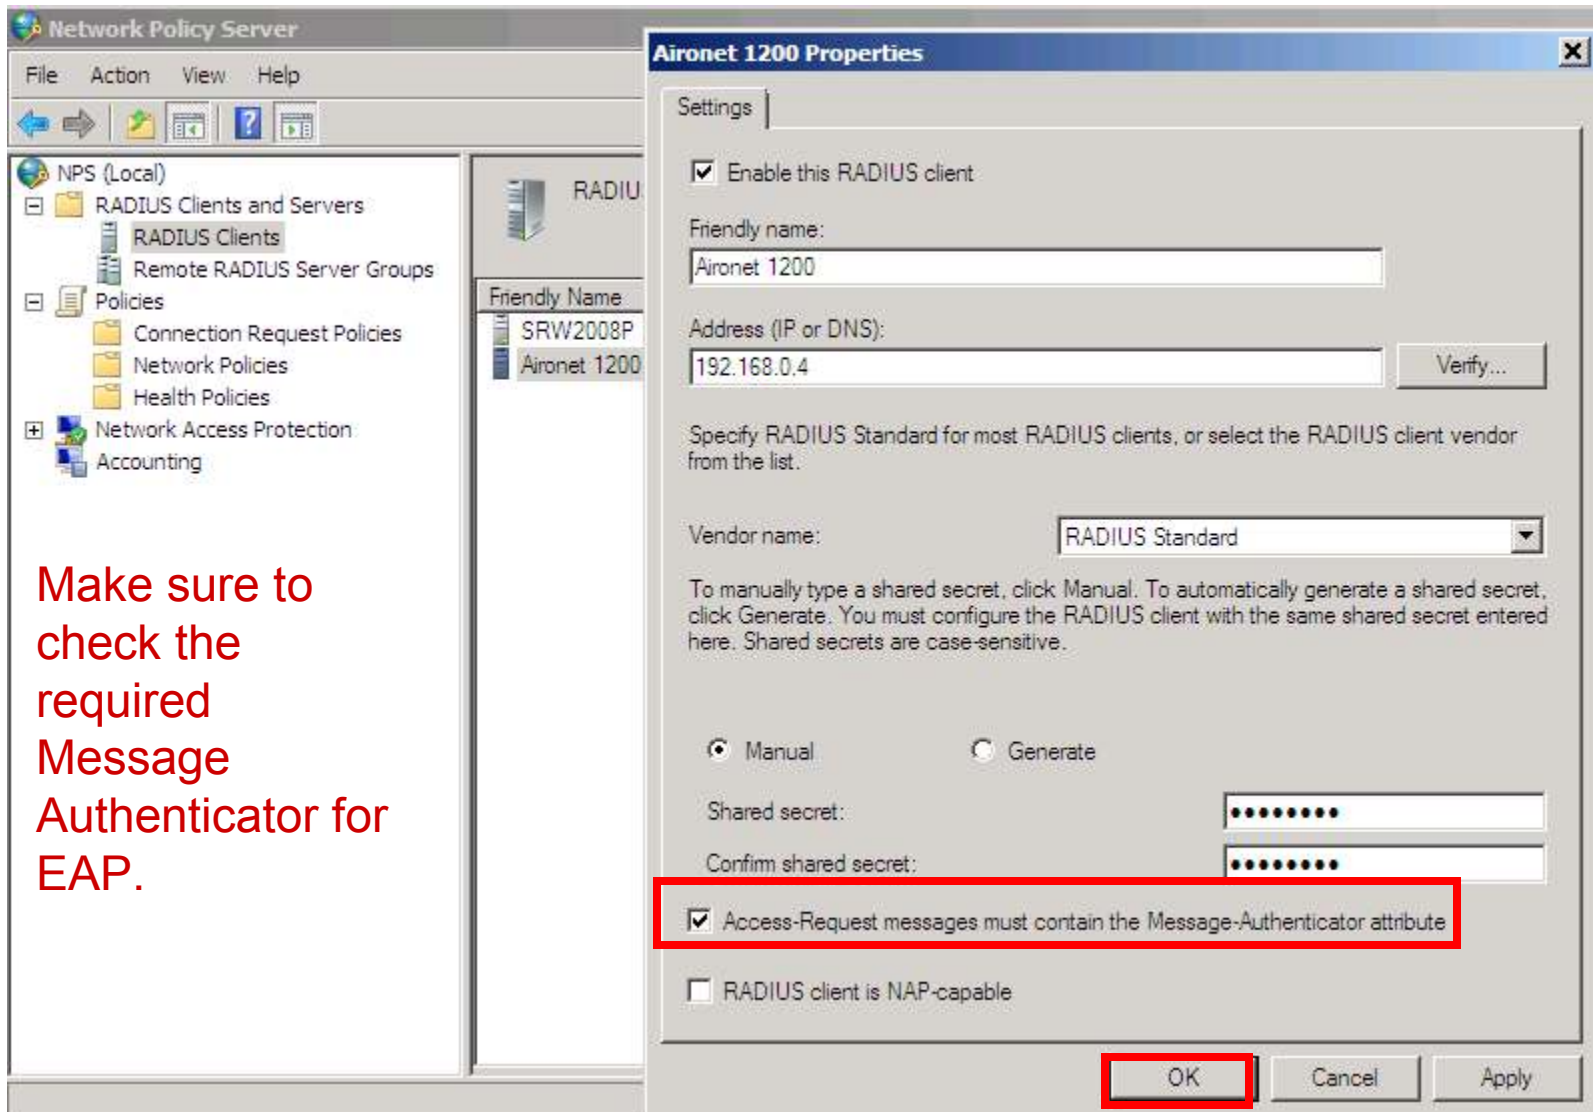 Network Policy Server
File Action View Help
NPS (Local)
RADIUS Clients and Servers
RADIUS Clients
Remote RADIUS Server Groups
Policies
Connection Request Policies
Network Policies
Health Policies
Network Access Protection
Accounting
Make sure to
check the
required
Message
Authenticator for
EAP.
RADIU
Friendly Name
SRW2008P
Aironet 1200
Aironet 1200 Properties
Settings
Enable this RADIUS client
Friendly name:
Aironet 1200
Address (IP or DNS):
192.168.0.4
Verify...
Specify RADIUS Standard for most RADIUS clients, or select the RADIUS client vendor
from the list.
Vendor name:
RADIUS Standard
To manually type a shared secret, click Manual. To automatically generate a shared secret,
click Generate. You must configure the RADIUS client with the same shared secret entered
here. Shared secrets are case-sensitive.
Manual Generate
Shared secret:
Confirm shared secret:
Access-Request messages must contain the Message-Authenticator attribute
RADIUS client is NAP-capable
OK Cancel Apply